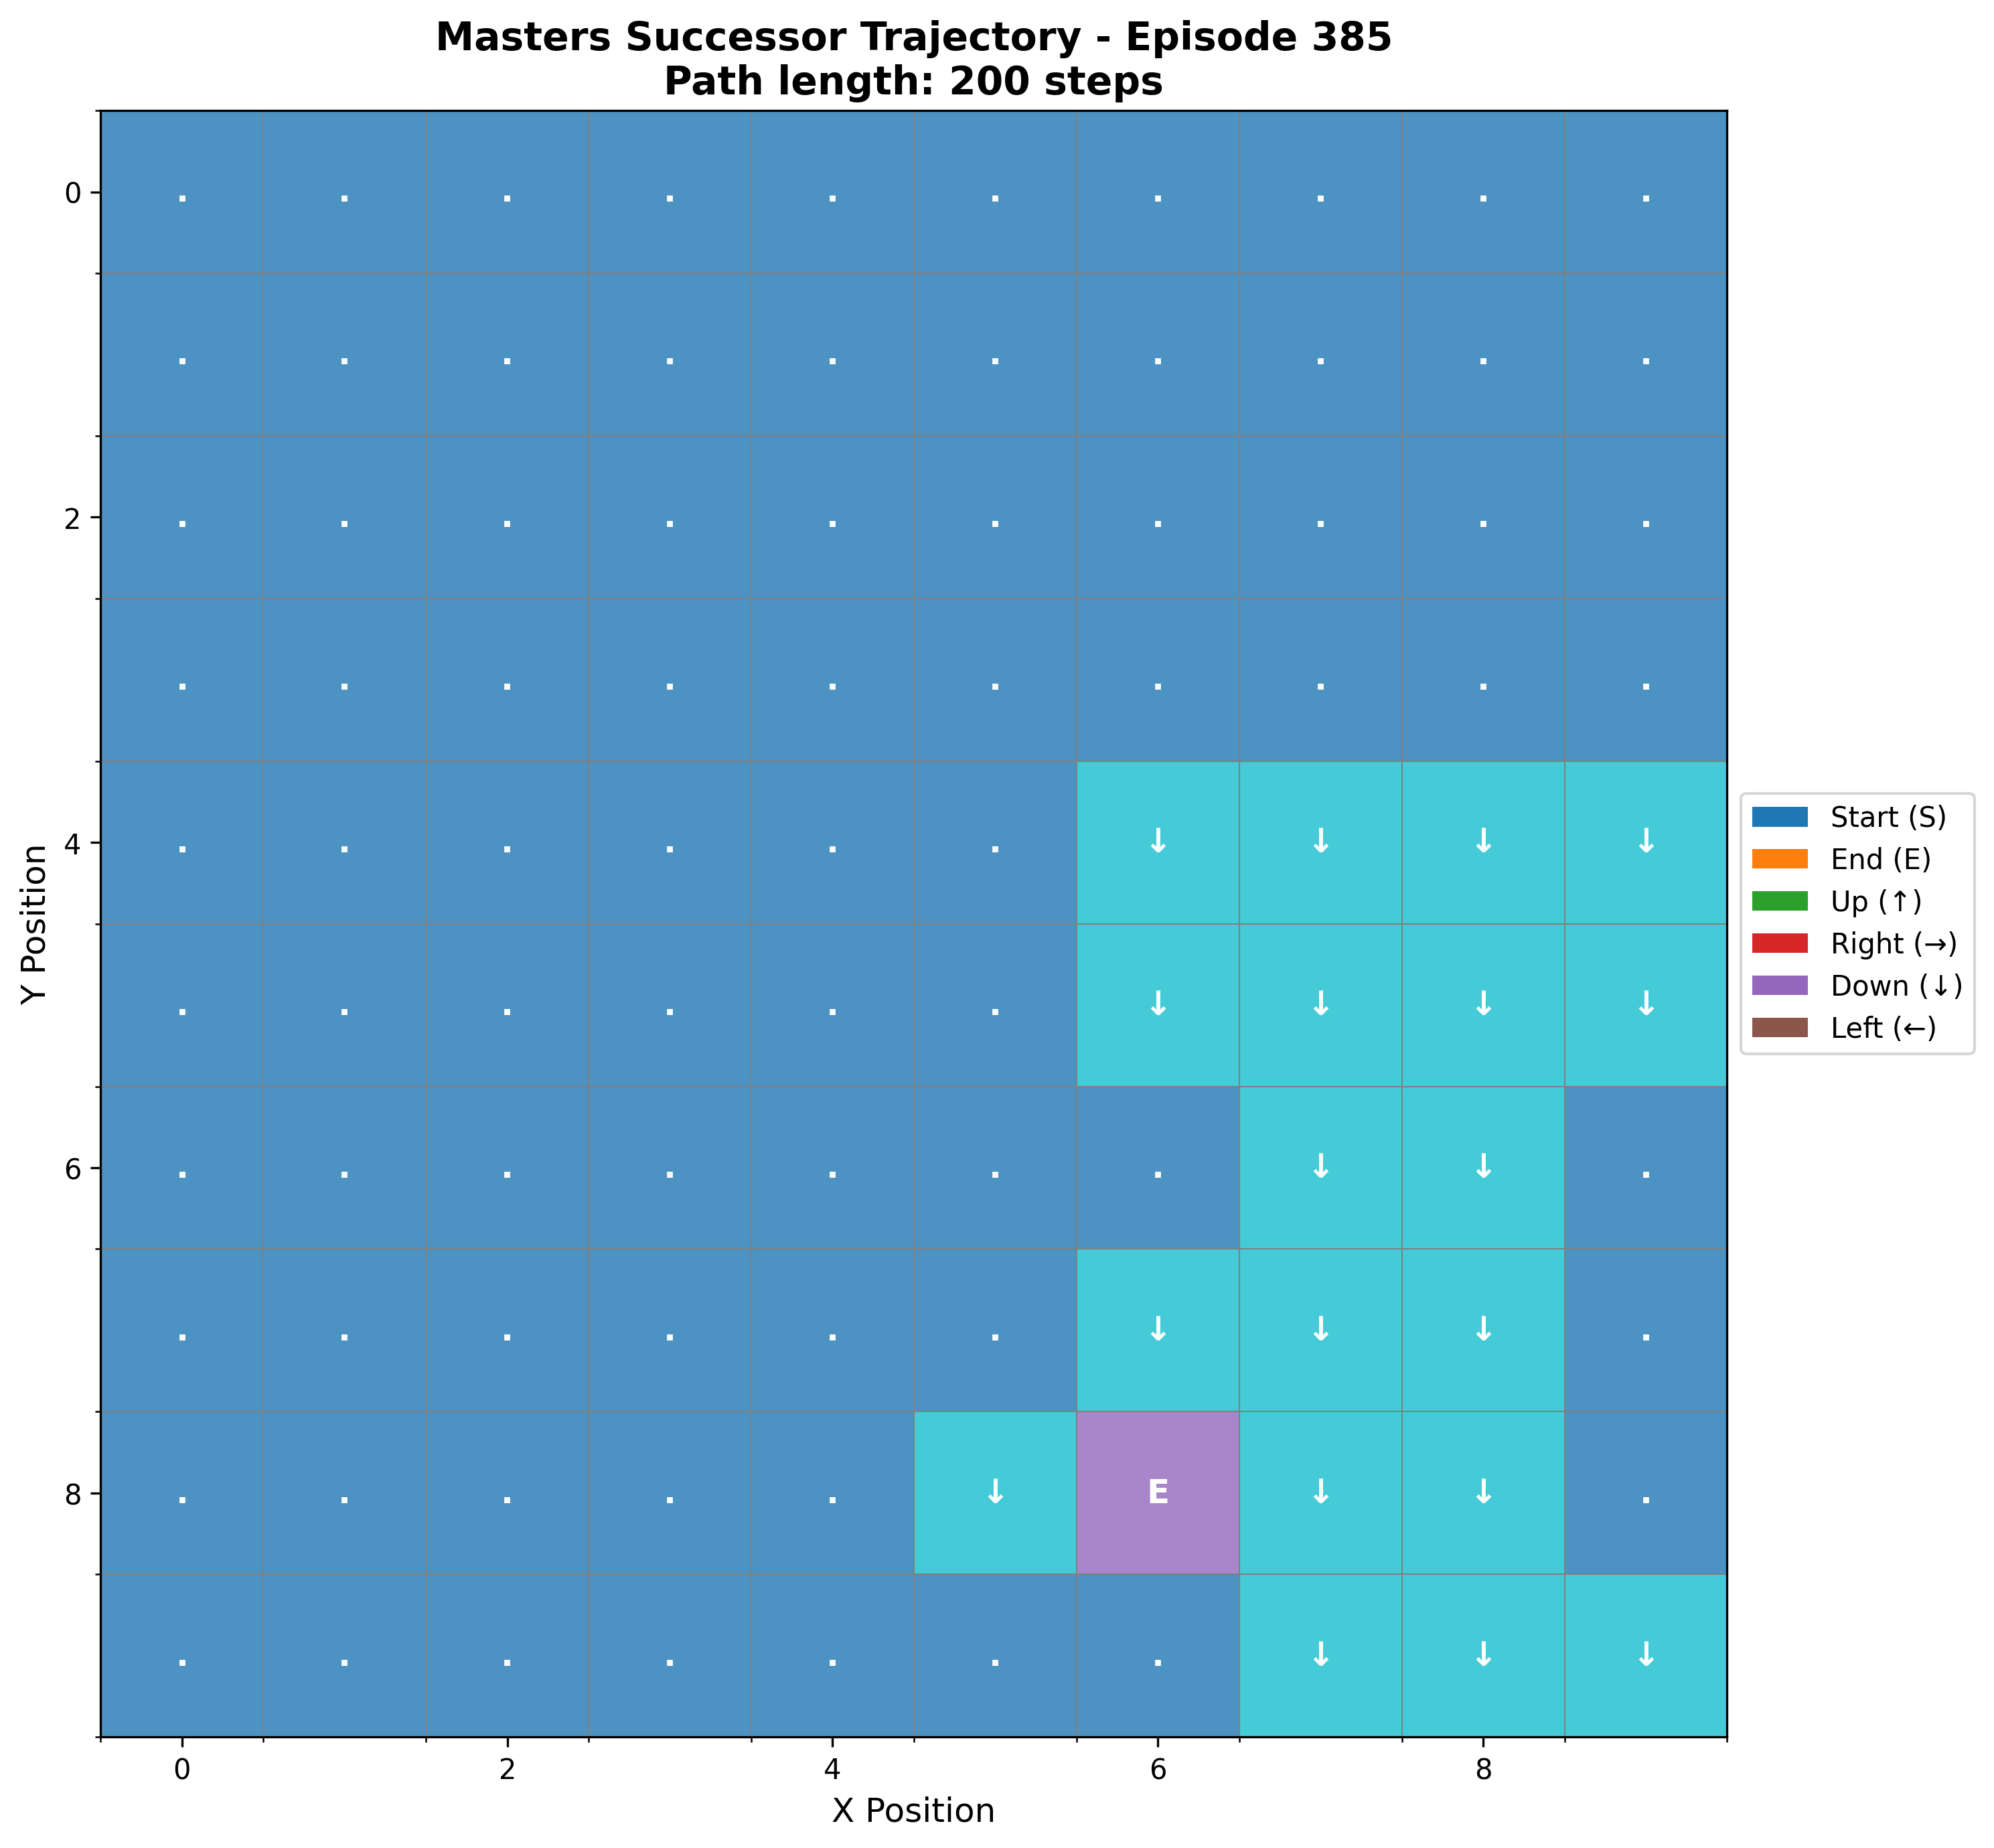 Masters Successor Trajectory - Episode 385
Path length: 200 steps
0
. . . . . . . . . .
. . . . . . . . . .
2
. . . . . . . . . .
. . . . . . . . . .
4
. . . . . . ↓ ↓ ↓ ↓
. . . . . . ↓ ↓ ↓ ↓
6
. . . . . . . ↓ ↓ .
. . . . . . ↓ ↓ ↓ .
8
. . . . . ↓ E ↓ ↓ .
. . . . . . . ↓ ↓ ↓
0 2 4 6 8
X Position
Y Position
Start (S)
End (E)
Up (↑)
Right (→)
Down (↓)
Left (←)